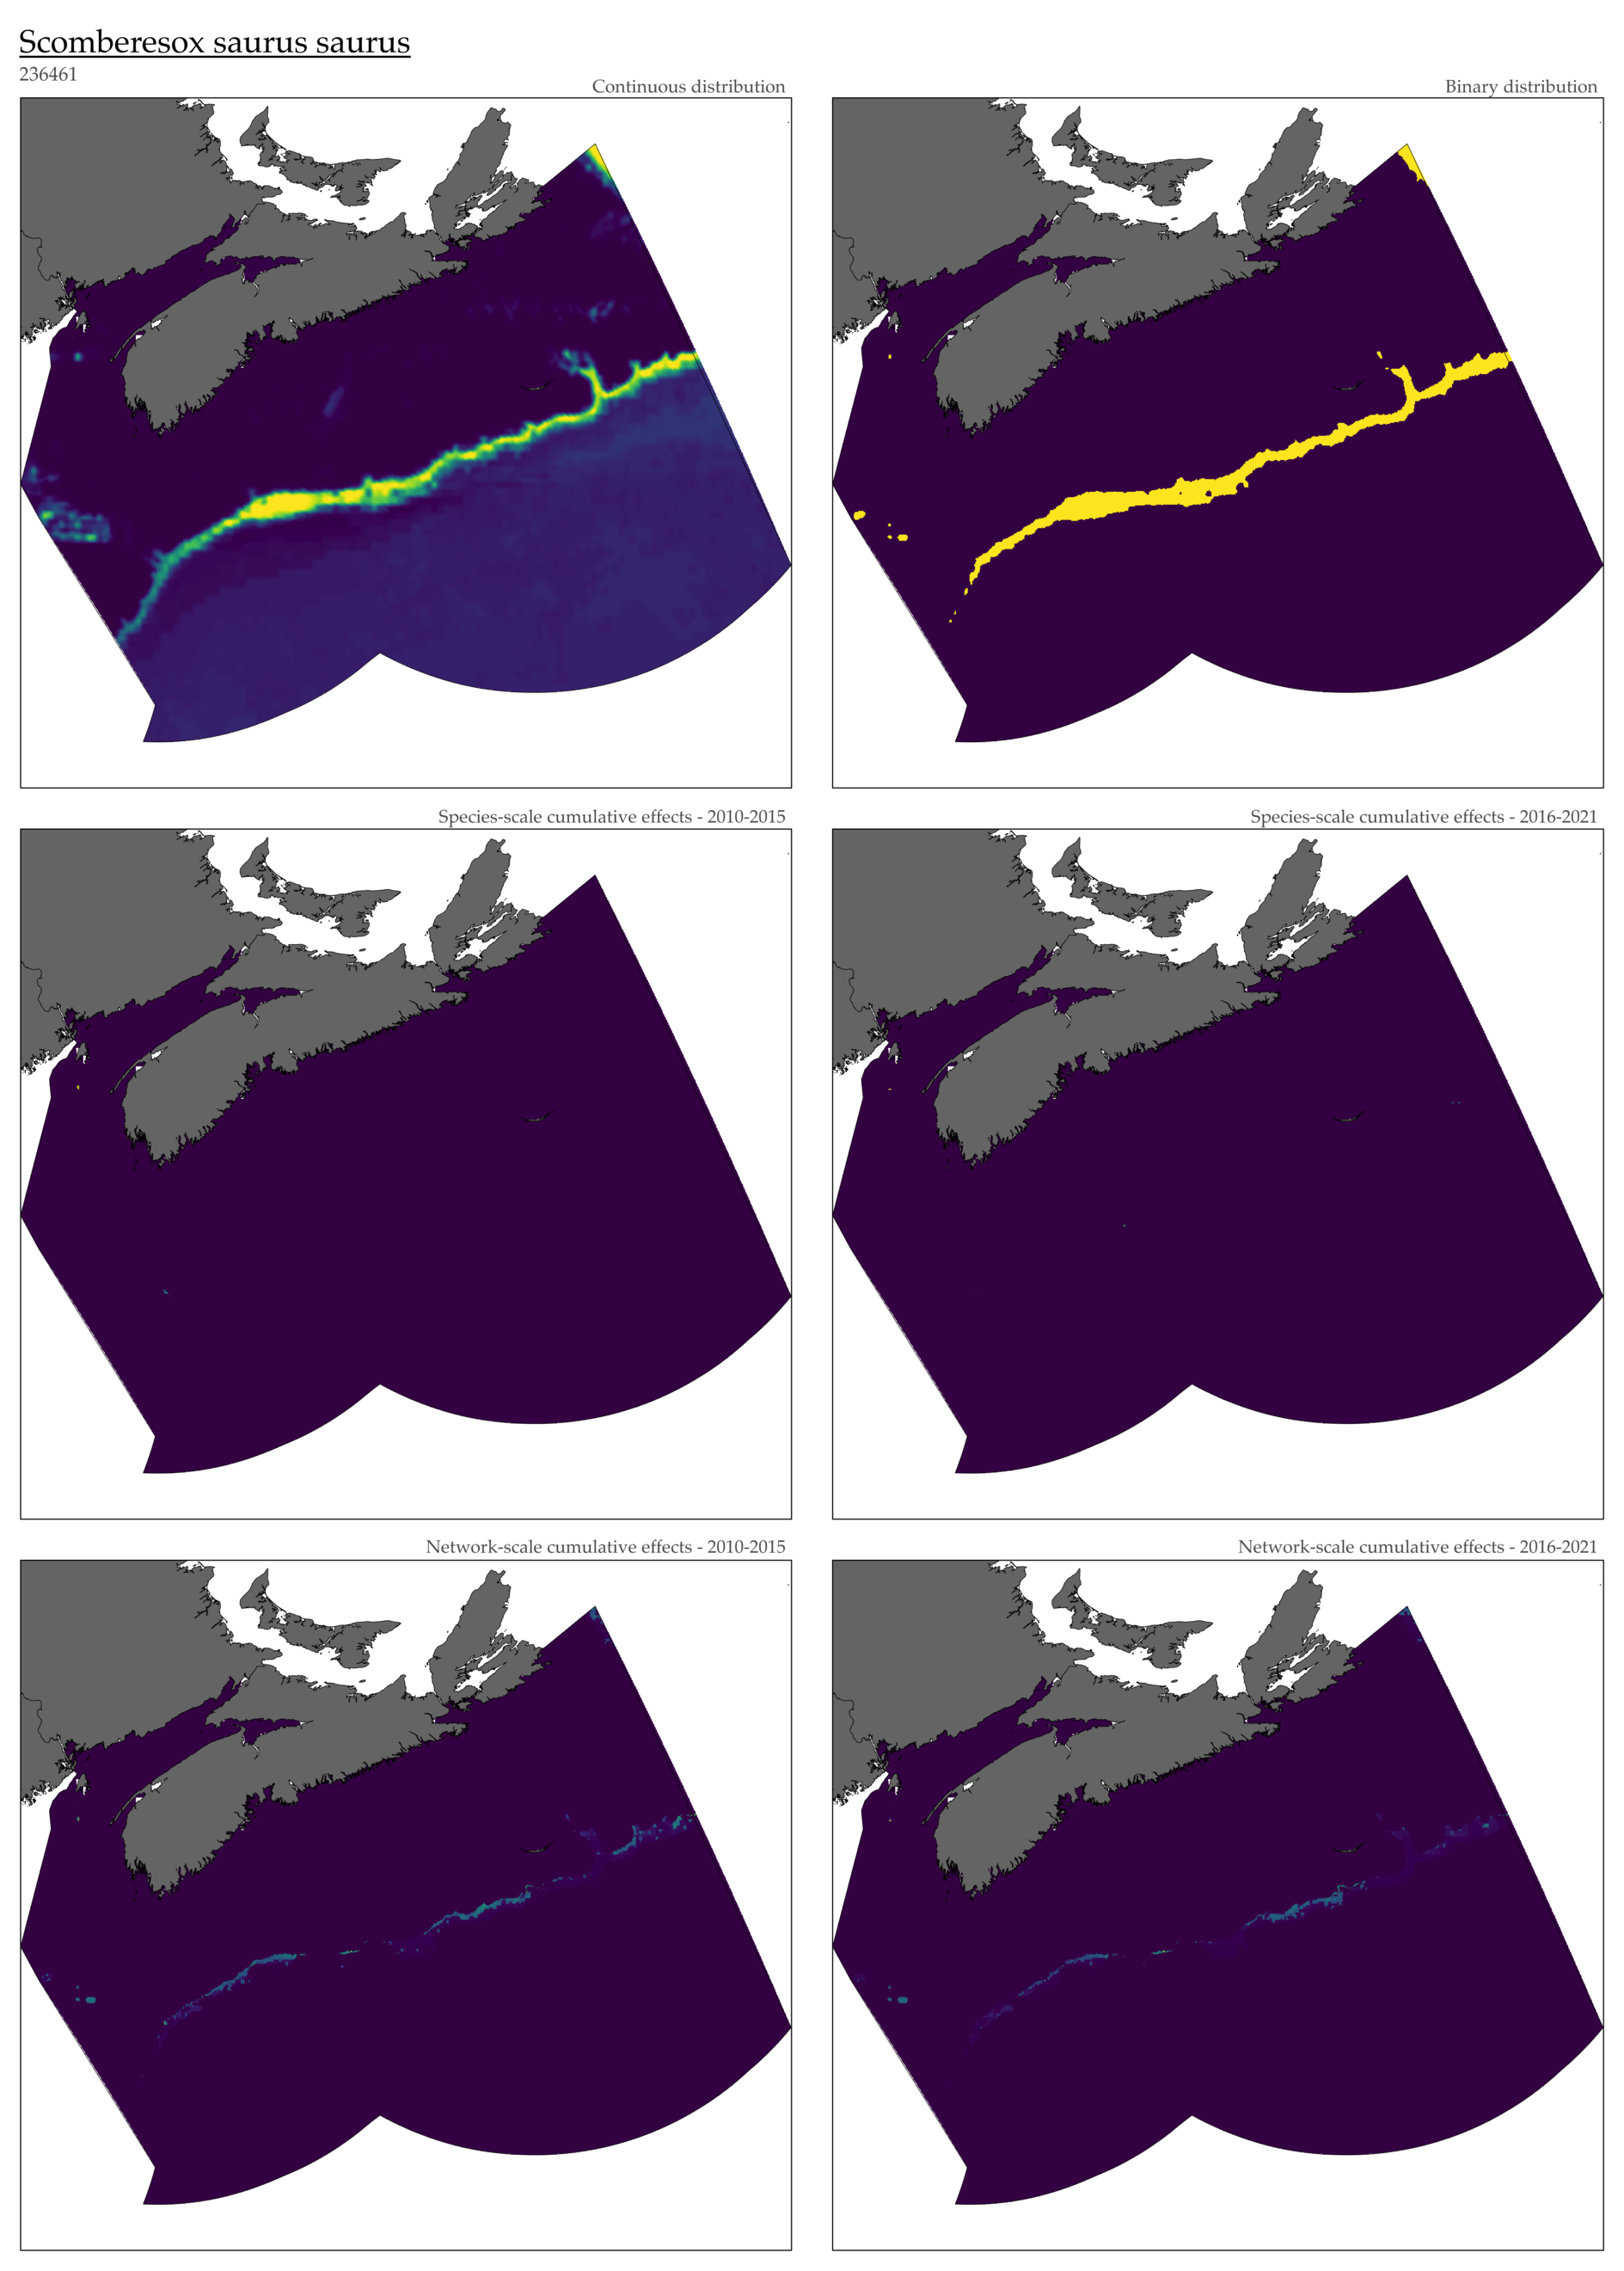 Scomberesox saurus saurus
236461
Continuous distribution
Binary distribution
Species-scale cumulative effects - 2010-2015
Species-scale cumulative effects - 2016-2021
Network-scale cumulative effects - 2010-2015
Network-scale cumulative effects - 2016-2021